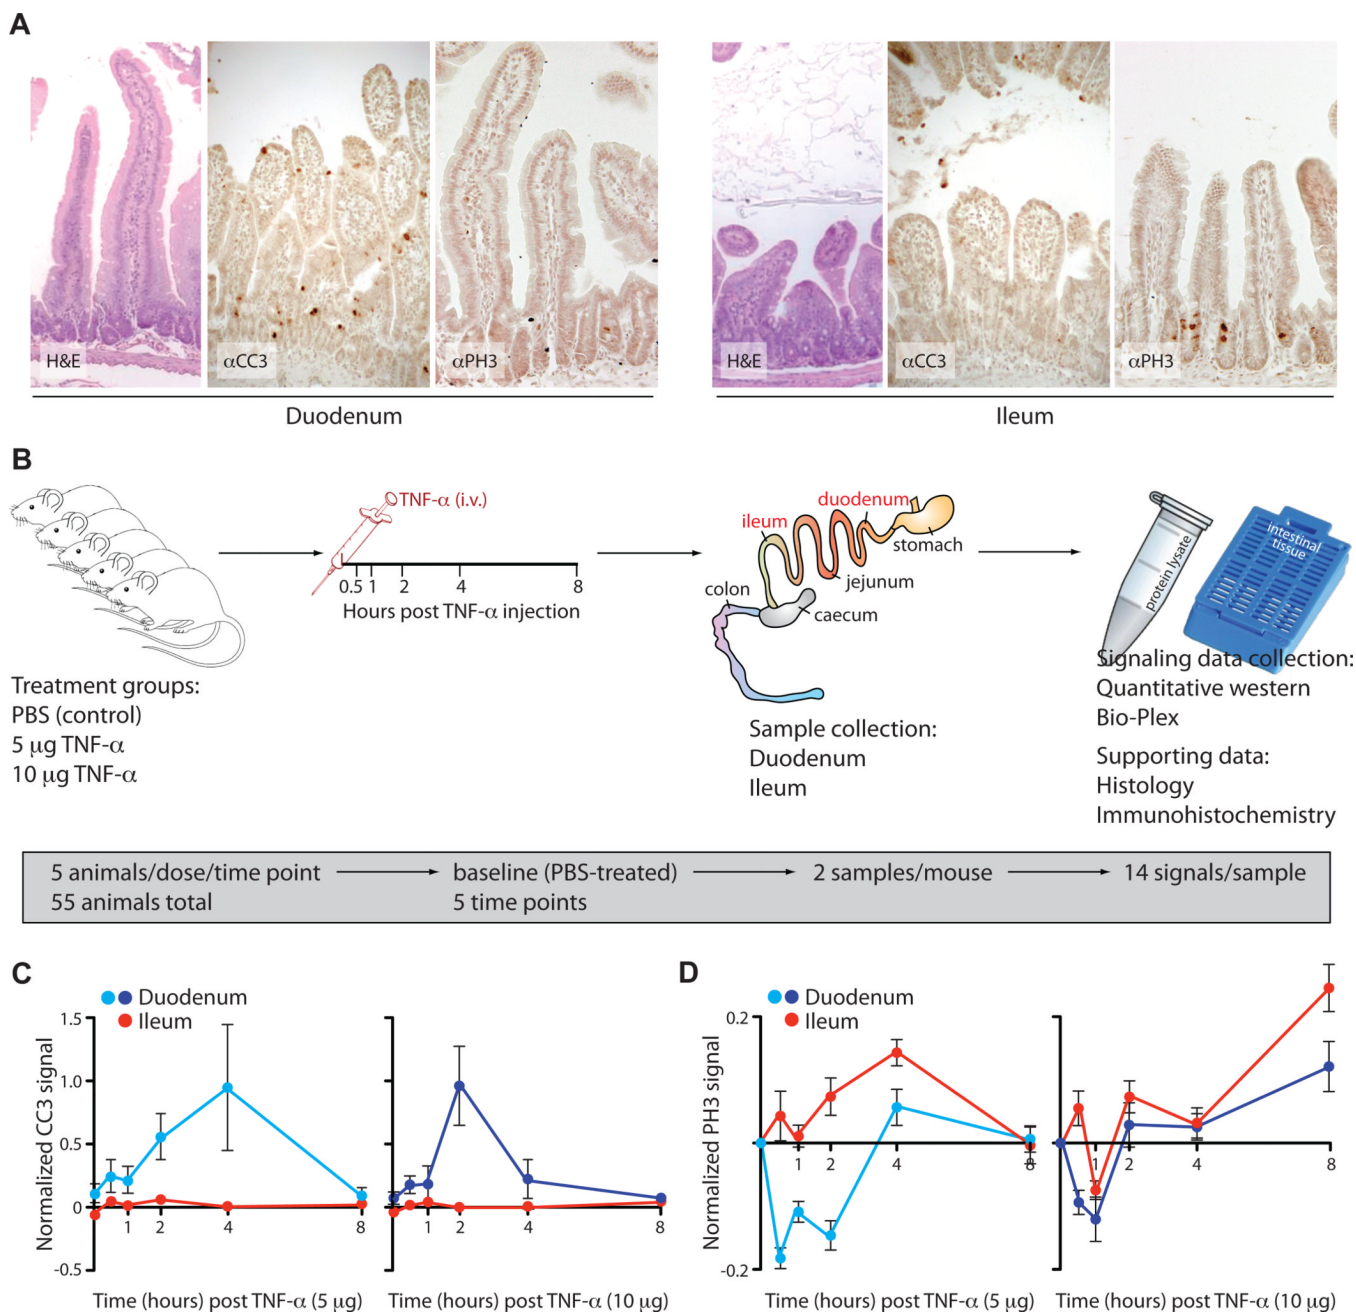 A
H&E
αCC3
αPH3
H&E
αCC3
αPH3
Duodenum
Ileum
B
TNF-α (i.v.)
0.5 1 2 4 8
Hours post TNF-α injection
Treatment groups:
PBS (control)
5 μg TNF-α
10 μg TNF-α
duodenum
ileum
stomach
jejunum
colon
caecum
Sample collection:
Duodenum
Ileum
protein lysate
intestinal
tissue
Signaling data collection:
Quantitative western
Bio-Plex
Supporting data:
Histology
Immunohistochemistry
5 animals/dose/time point
55 animals total
baseline (PBS-treated)
5 time points
2 samples/mouse
14 signals/sample
C
Duodenum
Ileum
Normalized CC3 signal
1.5
1.0
0.5
0
-0.5
1 2 4 8
1 2 4 8
Time (hours) post TNF-α (5 μg)
Time (hours) post TNF-α (10 μg)
D
Duodenum
Ileum
Normalized PH3 signal
0.2
0
-0.2
1 2 4 8
1 2 4 8
Time (hours) post TNF-α (5 μg)
Time (hours) post TNF-α (10 μg)